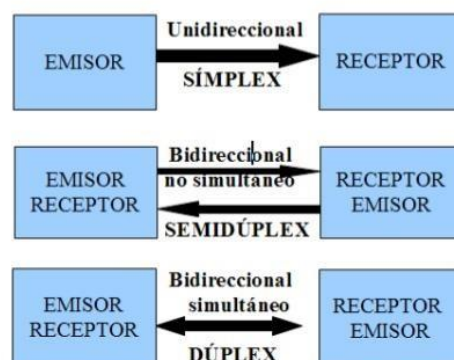 Unidireccional
EMISOR
RECEPTOR
SÍMPLEX
Bidireccional
no simultáneo
EMISOR
RECEPTOR
RECEPTOR
EMISOR
SEMIDÚPLEX
Bidireccional
simultáneo
EMISOR
RECEPTOR
RECEPTOR
EMISOR
DÚPLEX